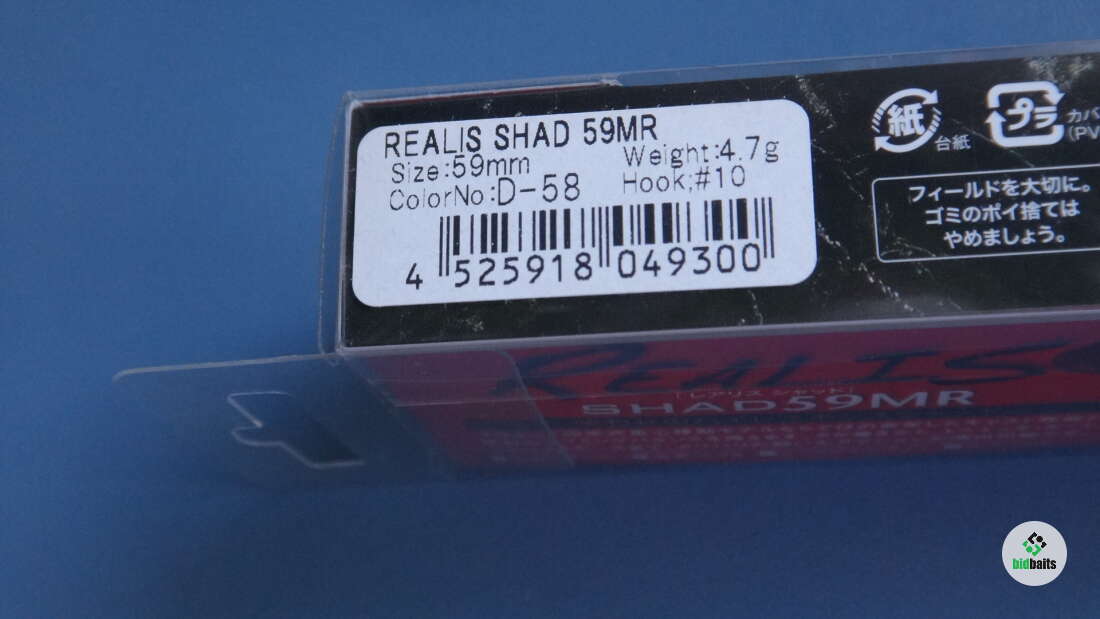 REALIS SHAD 59MR
Size:59mm Weight:4.7g
ColorNo:D-58 Hook;#10
4 525918 049300
紙 台紙
プラ カバ
(PV
フィールドを大切に。
ゴミのポイ捨ては
やめましょう。
REALIS
SHAD59MR
bidbaits